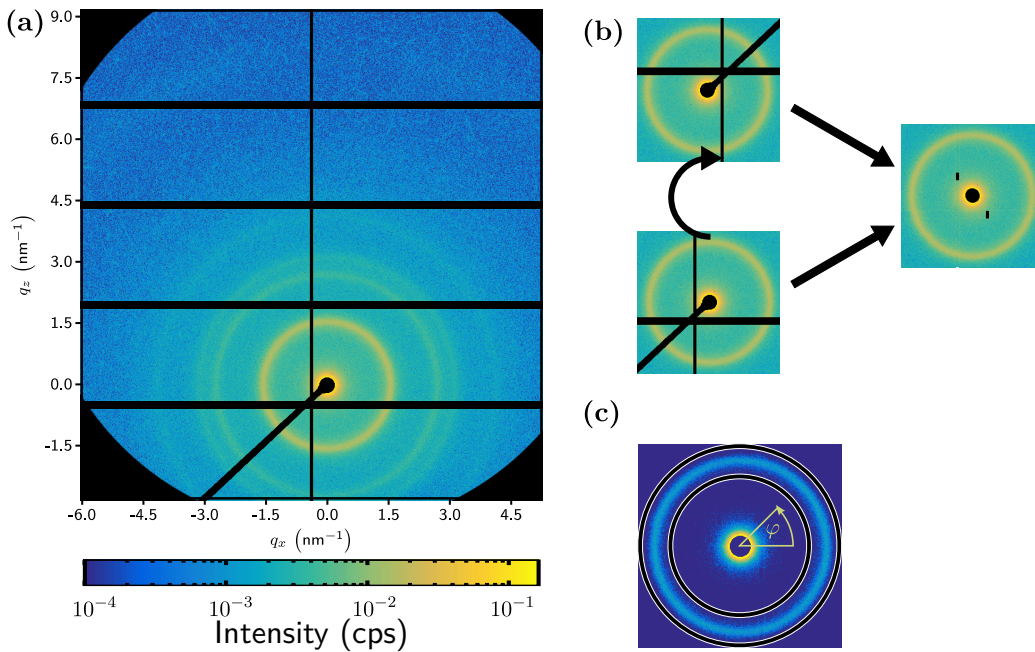 (a)
9.0
7.5
6.0
4.5
3.0
1.5
0.0
-1.5
q_z (nm⁻¹)
-6.0 -4.5 -3.0 -1.5 0.0 1.5 3.0 4.5
q_x (nm⁻¹)
10⁻⁴ 10⁻³ 10⁻² 10⁻¹
Intensity (cps)
(b)
(c)
φ